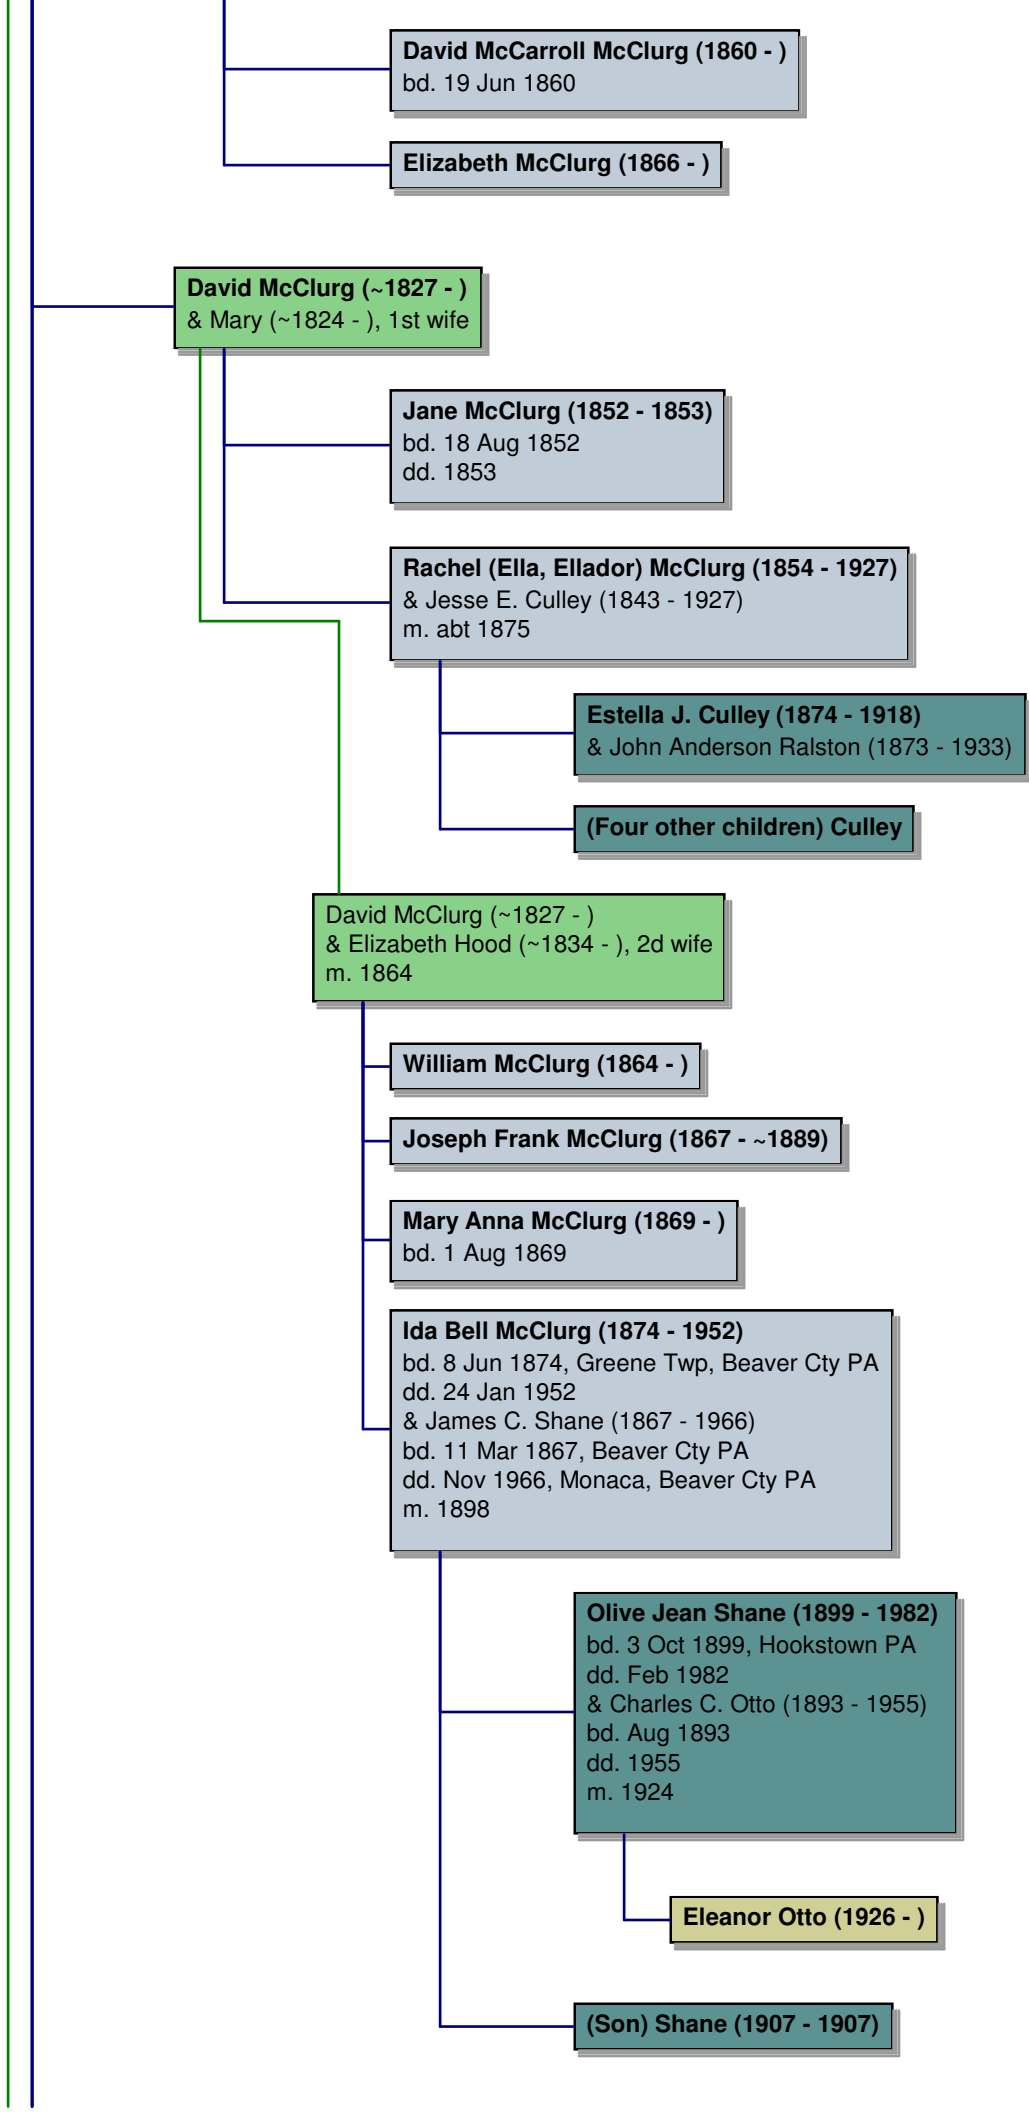 David McCarroll McClurg (1860 - )
bd. 19 Jun 1860
Elizabeth McClurg (1866 - )
David McClurg (~1827 - )
& Mary (~1824 - ), 1st wife
Jane McClurg (1852 - 1853)
bd. 18 Aug 1852
dd. 1853
Rachel (Ella, Ellador) McClurg (1854 - 1927)
& Jesse E. Culley (1843 - 1927)
m. abt 1875
Estella J. Culley (1874 - 1918)
& John Anderson Ralston (1873 - 1933)
(Four other children) Culley
David McClurg (~1827 - )
& Elizabeth Hood (~1834 - ), 2d wife
m. 1864
William McClurg (1864 - )
Joseph Frank McClurg (1867 - ~1889)
Mary Anna McClurg (1869 - )
bd. 1 Aug 1869
Ida Bell McClurg (1874 - 1952)
bd. 8 Jun 1874, Greene Twp, Beaver Cty PA
dd. 24 Jan 1952
& James C. Shane (1867 - 1966)
bd. 11 Mar 1867, Beaver Cty PA
dd. Nov 1966, Monaca, Beaver Cty PA
m. 1898
Olive Jean Shane (1899 - 1982)
bd. 3 Oct 1899, Hookstown PA
dd. Feb 1982
& Charles C. Otto (1893 - 1955)
bd. Aug 1893
dd. 1955
m. 1924
Eleanor Otto (1926 - )
(Son) Shane (1907 - 1907)